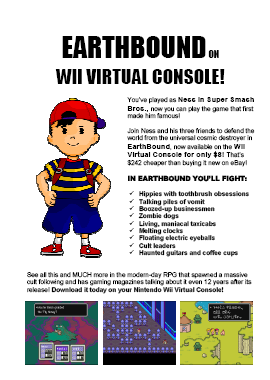 EARTHBOUND ON
WII VIRTUAL CONSOLE!
You've played as Ness in Super Smash
Bros., now you can play the game that first
made him famous!
Join Ness and his three friends to defend the
world from the universal cosmic destroyer in
EarthBound, now available on the Wii
Virtual Console for only $8! That's
$242 cheaper than buying it new on eBay!
IN EARTHBOUND YOU'LL FIGHT:
✓ Hippies with toothbrush obsessions
✓ Talking piles of vomit
✓ Boozed-up businessmen
✓ Zombie dogs
✓ Living, maniacal taxicabs
✓ Melting clocks
✓ Floating electric eyeballs
✓ Cult leaders
✓ Haunted guitars and coffee cups
See all this and MUCH more in the modern-day RPG that spawned a massive
cult following and has gaming magazines talking about it even 12 years after its
release! Download it today on your Nintendo Wii Virtual Console!